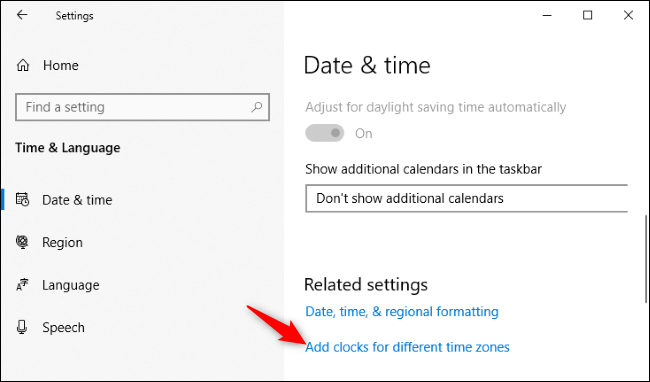 Settings
Home
Find a setting
Time & Language
Date & time
Region
Language
Speech
Date & time
Adjust for daylight saving time automatically
On
Show additional calendars in the taskbar
Don't show additional calendars
Related settings
Date, time, & regional formatting
Add clocks for different time zones